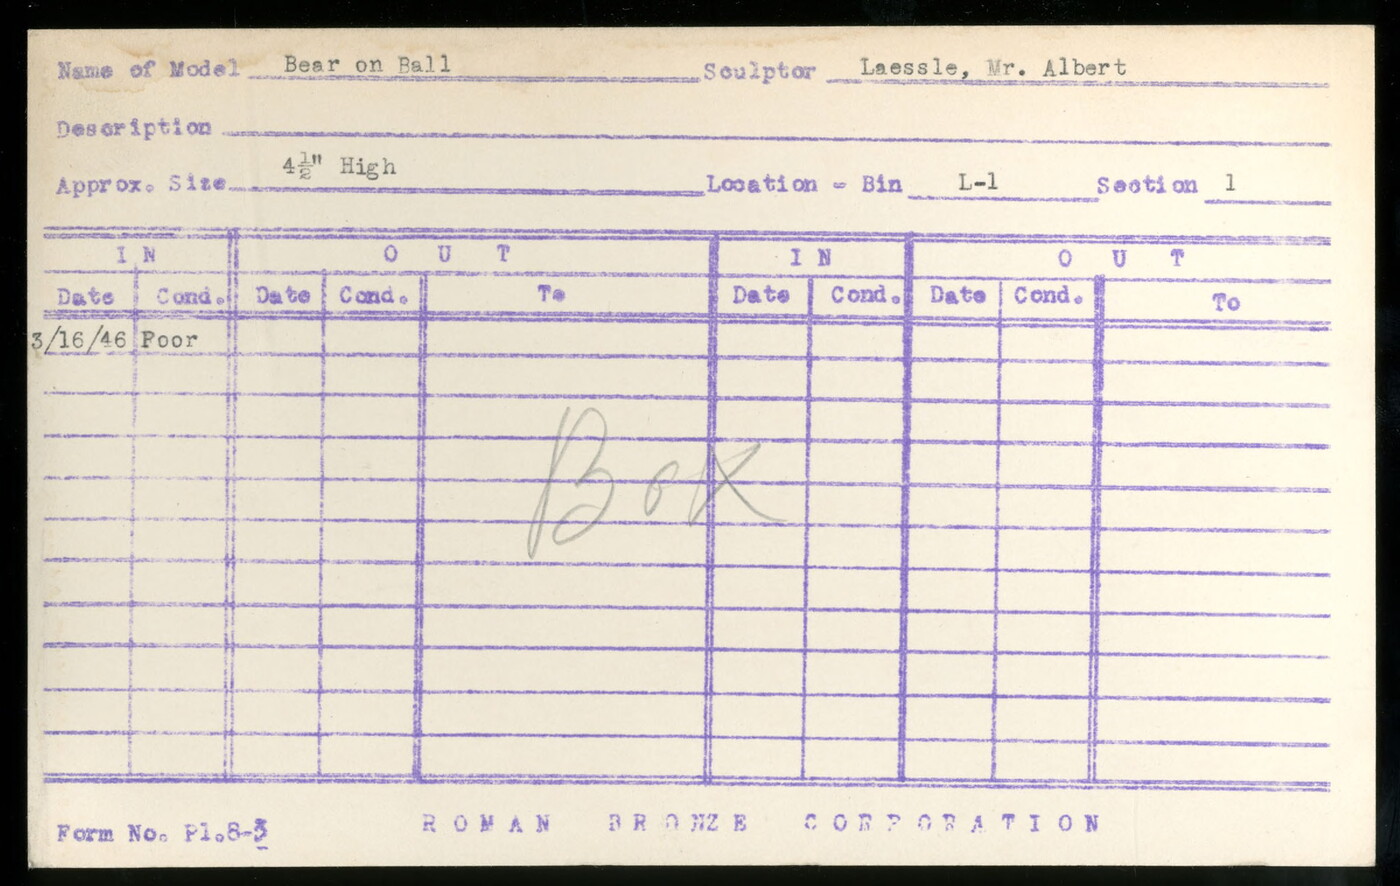 Name of Model Bear on Ball Sculptor Laessle, Mr. Albert
Description
Approx. Size 4½" High Location - Bin L-1 Section 1
IN OUT IN OUT
Date Cond. Date Cond. To Date Cond. Date Cond. To
3/16/46 Poor
Box
Form No. Pl.8-3 ROMAN BRONZE CORPORATION